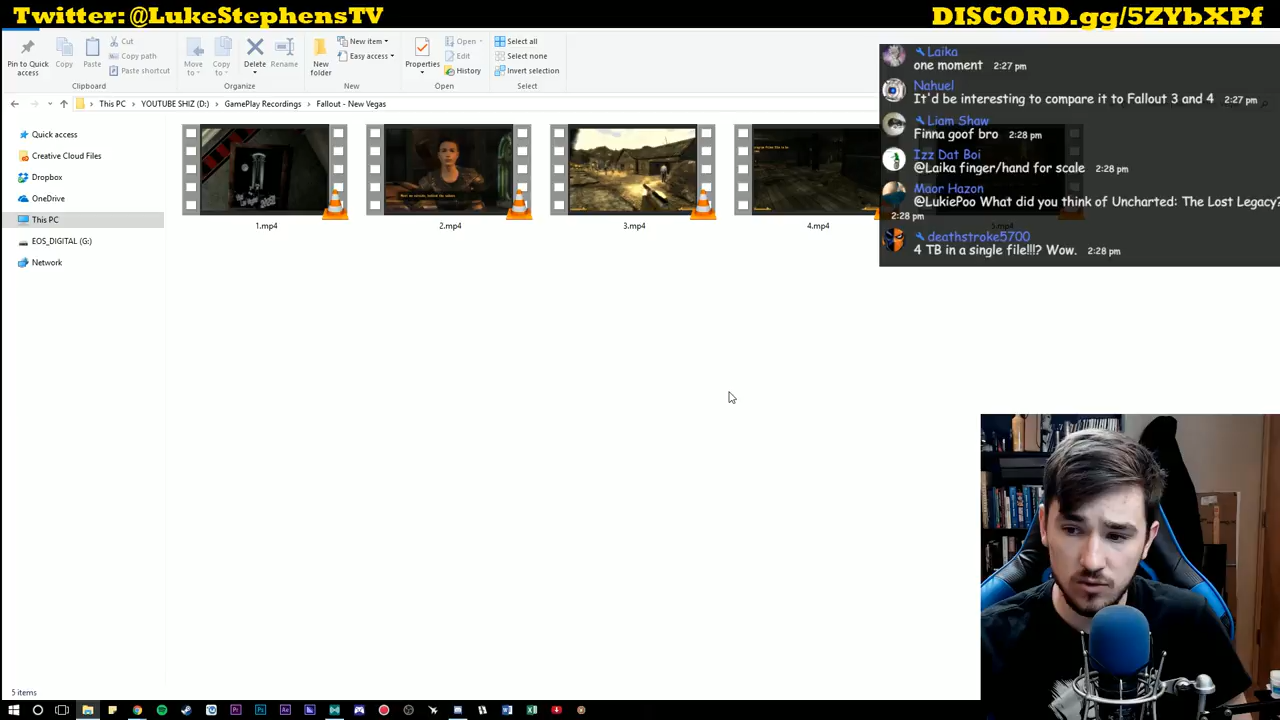 Twitter: @LukeStephensTV
DISCORD.gg/5ZYbXPf
Pin to Quick access
Copy
Paste
Cut
Copy path
Paste shortcut
Clipboard
Move to
Copy to
Delete
Rename
Organize
New folder
New item
Easy access
New
Properties
Open
Edit
History
Open
Select all
Select none
Invert selection
Select
This PC > YOUTUBE SHIZ (D:) > GamePlay Recordings > Fallout - New Vegas
Quick access
Creative Cloud Files
Dropbox
OneDrive
This PC
EOS_DIGITAL (G:)
Network
1.mp4
2.mp4
3.mp4
4.mp4
5.mp4
Laika
one moment 2:27 pm
Nahuel
It'd be interesting to compare it to Fallout 3 and 4 2:27 pm
Liam Shaw
Finna goof bro 2:28 pm
Izz Dat Boi
@Laika finger/hand for scale 2:28 pm
Maor Hazon
@LukiePoo What did you think of Uncharted: The Lost Legacy?
2:28 pm
deathstroke5700
4 TB in a single file!!!? Wow. 2:28 pm
5 items